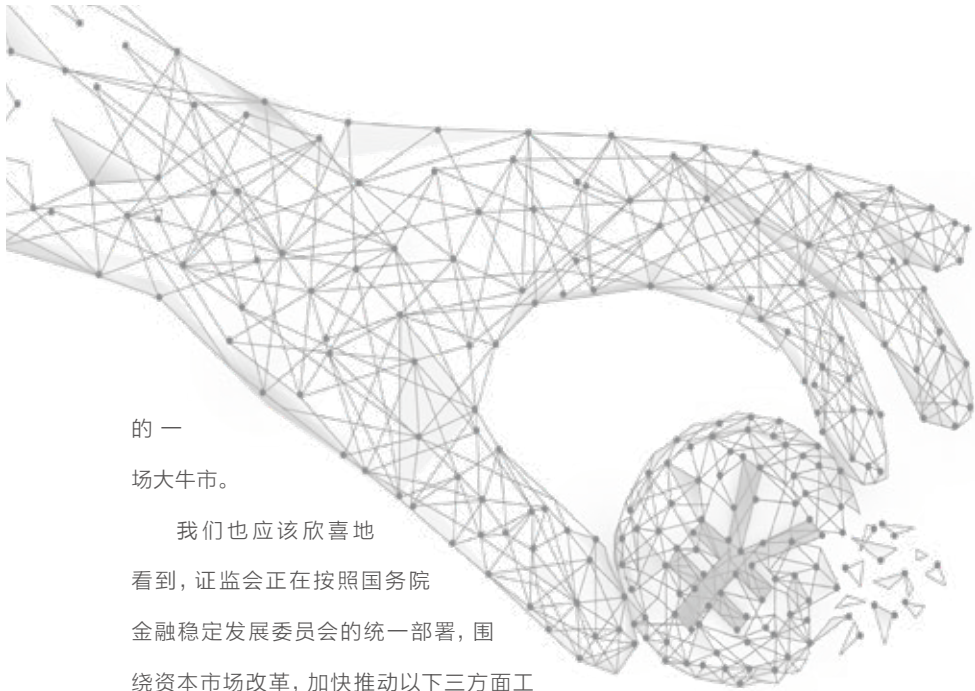 的一
场大牛市。
我们也应该欣喜地
看到,证监会正在按照国务院
金融稳定发展委员会的统一部署,围
绕资本市场改革,加快推动以下三方面工